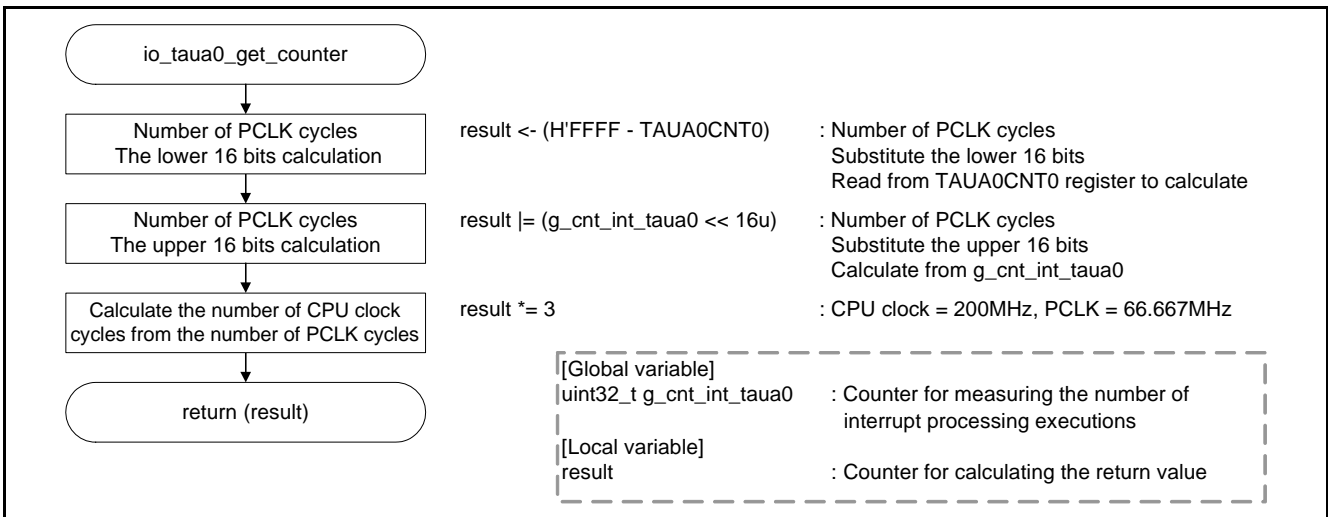 io_taua0_get_counter
Number of PCLK cycles
The lower 16 bits calculation
result <- (H'FFFF - TAUA0CNT0)
: Number of PCLK cycles
Substitute the lower 16 bits
Read from TAUA0CNT0 register to calculate
Number of PCLK cycles
The upper 16 bits calculation
result |= (g_cnt_int_taua0 << 16u)
: Number of PCLK cycles
Substitute the upper 16 bits
Calculate from g_cnt_int_taua0
Calculate the number of CPU clock
cycles from the number of PCLK cycles
result *= 3
: CPU clock = 200MHz, PCLK = 66.667MHz
return (result)
[Global variable]
uint32_t g_cnt_int_taua0 : Counter for measuring the number of
interrupt processing executions
[Local variable]
result : Counter for calculating the return value